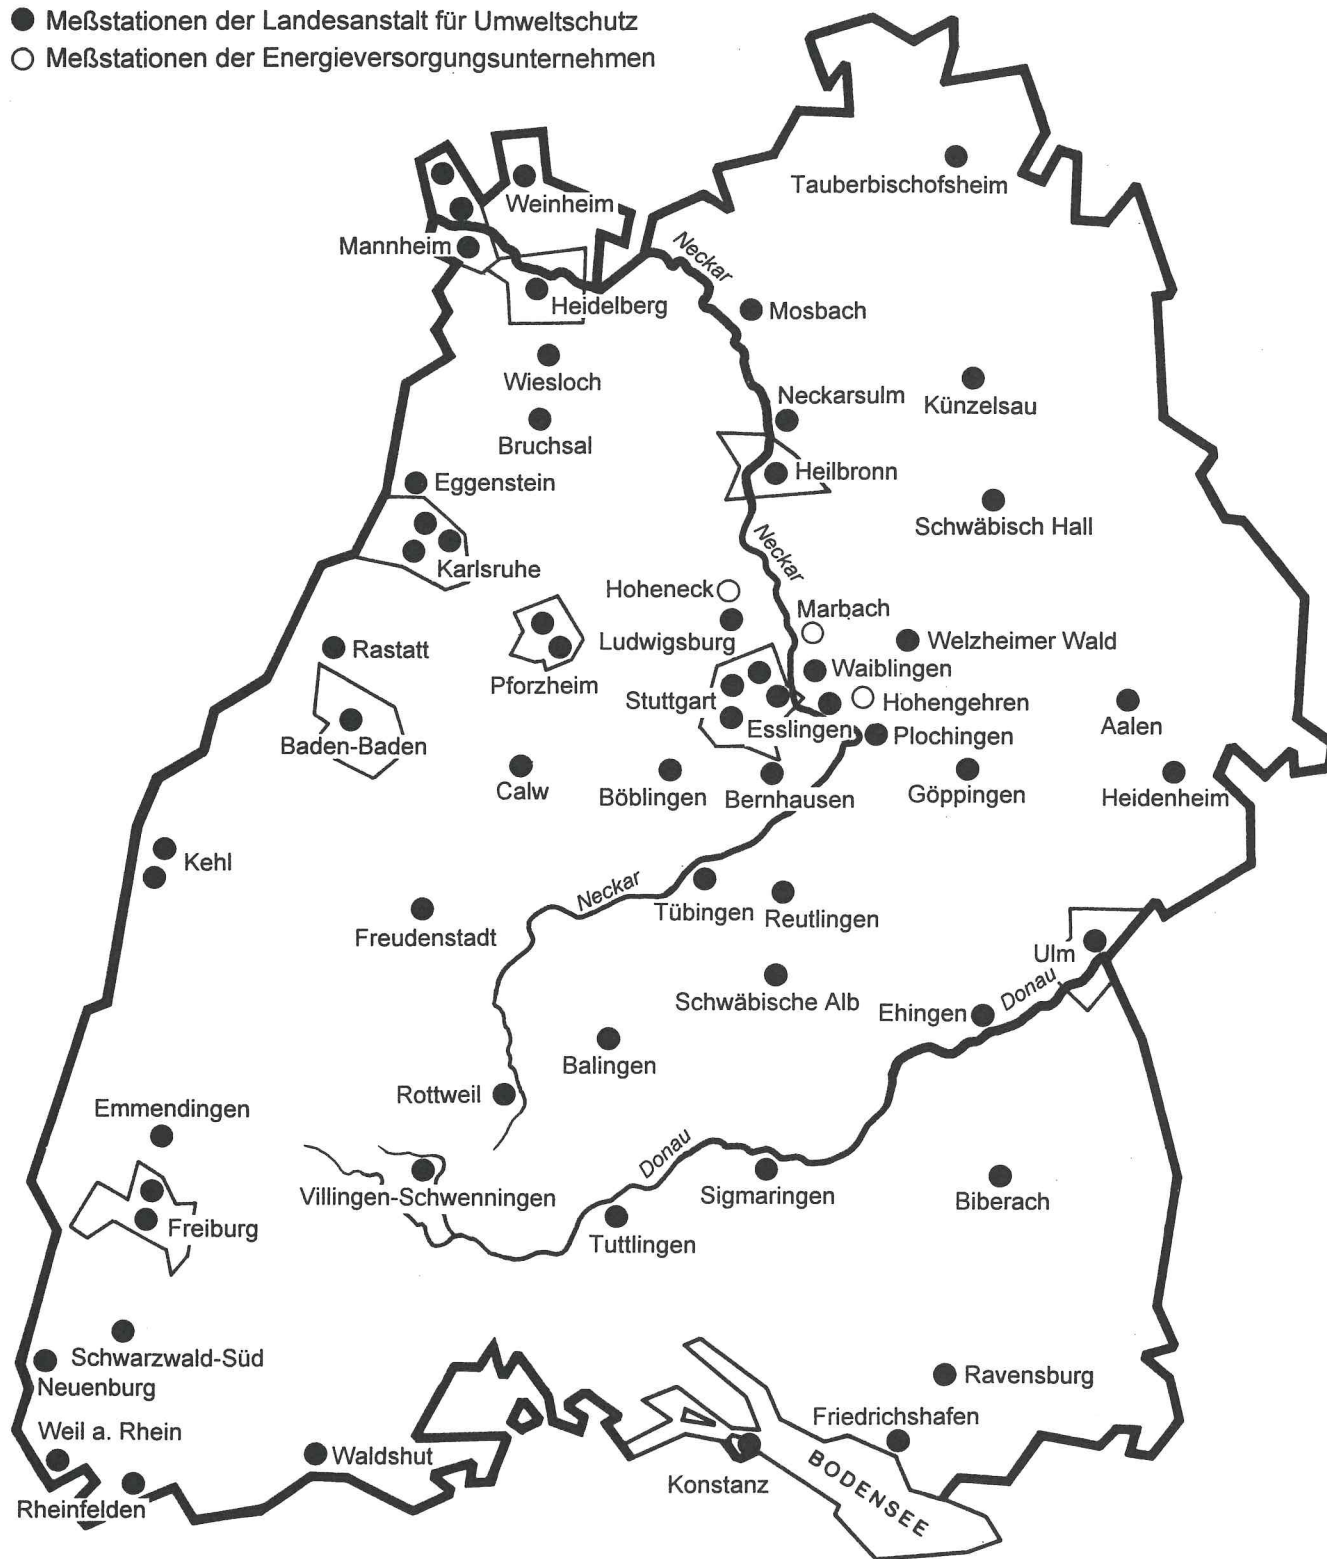 Meßstationen der Landesanstalt für Umweltschutz
Meßstationen der Energieversorgungsunternehmen
Tauberbischofsheim
Weinheim
Mannheim
Neckar
Heidelberg
Mosbach
Wiesloch
Neckarsulm
Künzelsau
Bruchsal
Heilbronn
Eggenstein
Schwäbisch Hall
Neckar
Karlsruhe
Hoheneck
Marbach
Ludwigsburg
Welzheimer Wald
Rastatt
Waiblingen
Pforzheim
Stuttgart
Hohengehren
Esslingen
Aalen
Plochingen
Baden-Baden
Calw
Böblingen
Bernhausen
Göppingen
Heidenheim
Kehl
Neckar
Tübingen
Reutlingen
Freudenstadt
Ulm
Donau
Schwäbische Alb
Ehingen
Balingen
Rottweil
Emmendingen
Donau
Villingen-Schwenningen
Sigmaringen
Biberach
Freiburg
Tuttlingen
Schwarzwald-Süd
Neuenburg
Ravensburg
Friedrichshafen
Weil a. Rhein
Waldshut
Konstanz
BODENSEE
Rheinfelden